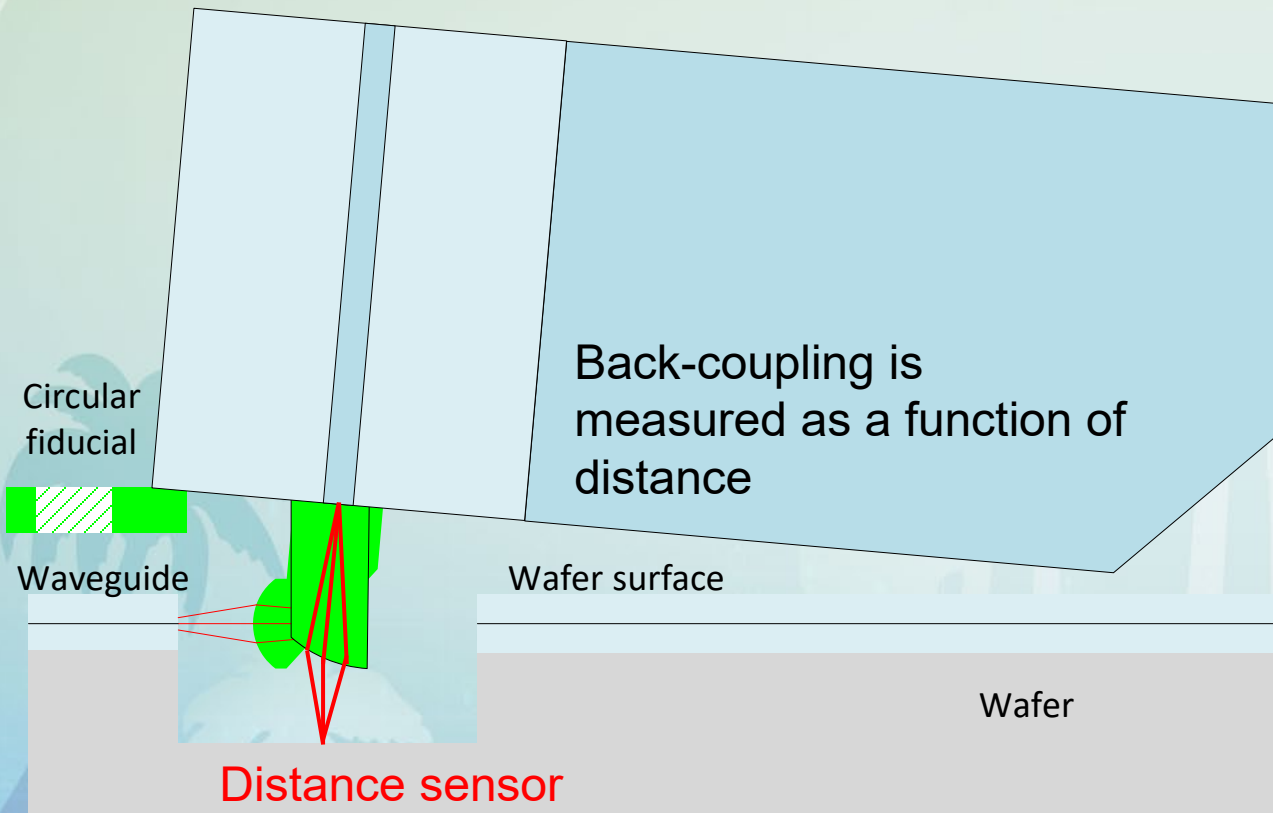 Back-coupling is
measured as a function of
distance
Circular
fiducial
Waveguide
Wafer surface
Wafer
Distance sensor